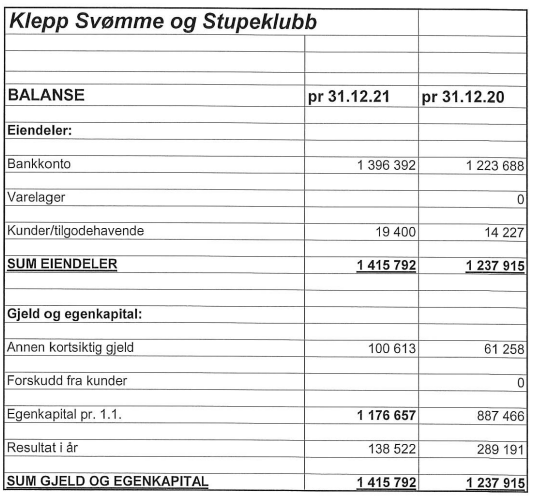 Klepp Svømme og Stupeklubb
BALANSE pr 31.12.21 pr 31.12.20
Eiendeler:
Bankkonto 1 396 392 1 223 688
Varelager 0
Kunder/tilgodehavende 19 400 14 227
SUM EIENDELER 1 415 792 1 237 915
Gjeld og egenkapital:
Annen kortsiktig gjeld 100 613 61 258
Forskudd fra kunder 0
Egenkapital pr. 1.1. 1 176 657 887 466
Resultat i år 138 522 289 191
SUM GJELD OG EGENKAPITAL 1 415 792 1 237 915